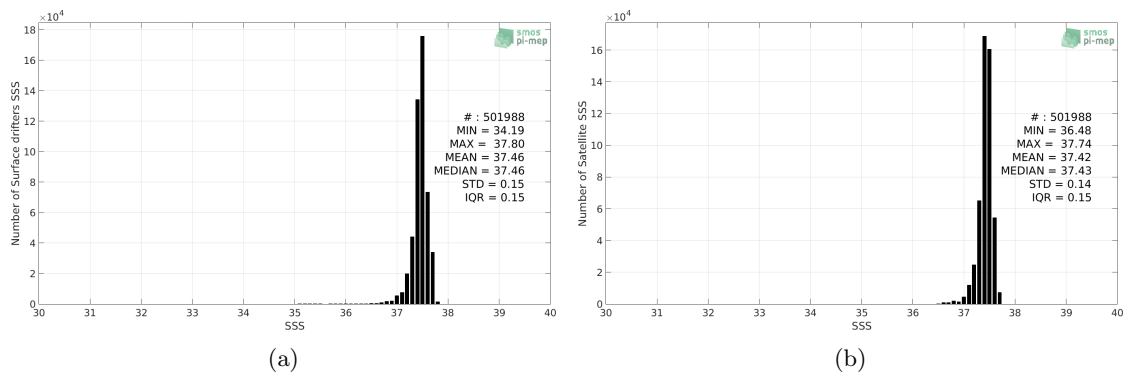 ×10⁴
18
16
14
12
10
8
6
4
2
0
Number of Surface drifters SSS
30 31 32 33 34 35 36 37 38 39 40
SSS
smos
pi-mep
# : 501988
MIN = 34.19
MAX = 37.80
MEAN = 37.46
MEDIAN = 37.46
STD = 0.15
IQR = 0.15
(a)
×10⁴
16
14
12
10
8
6
4
2
0
Number of Satellite SSS
30 31 32 33 34 35 36 37 38 39 40
SSS
smos
pi-mep
# : 501988
MIN = 36.48
MAX = 37.74
MEAN = 37.42
MEDIAN = 37.43
STD = 0.14
IQR = 0.15
(b)